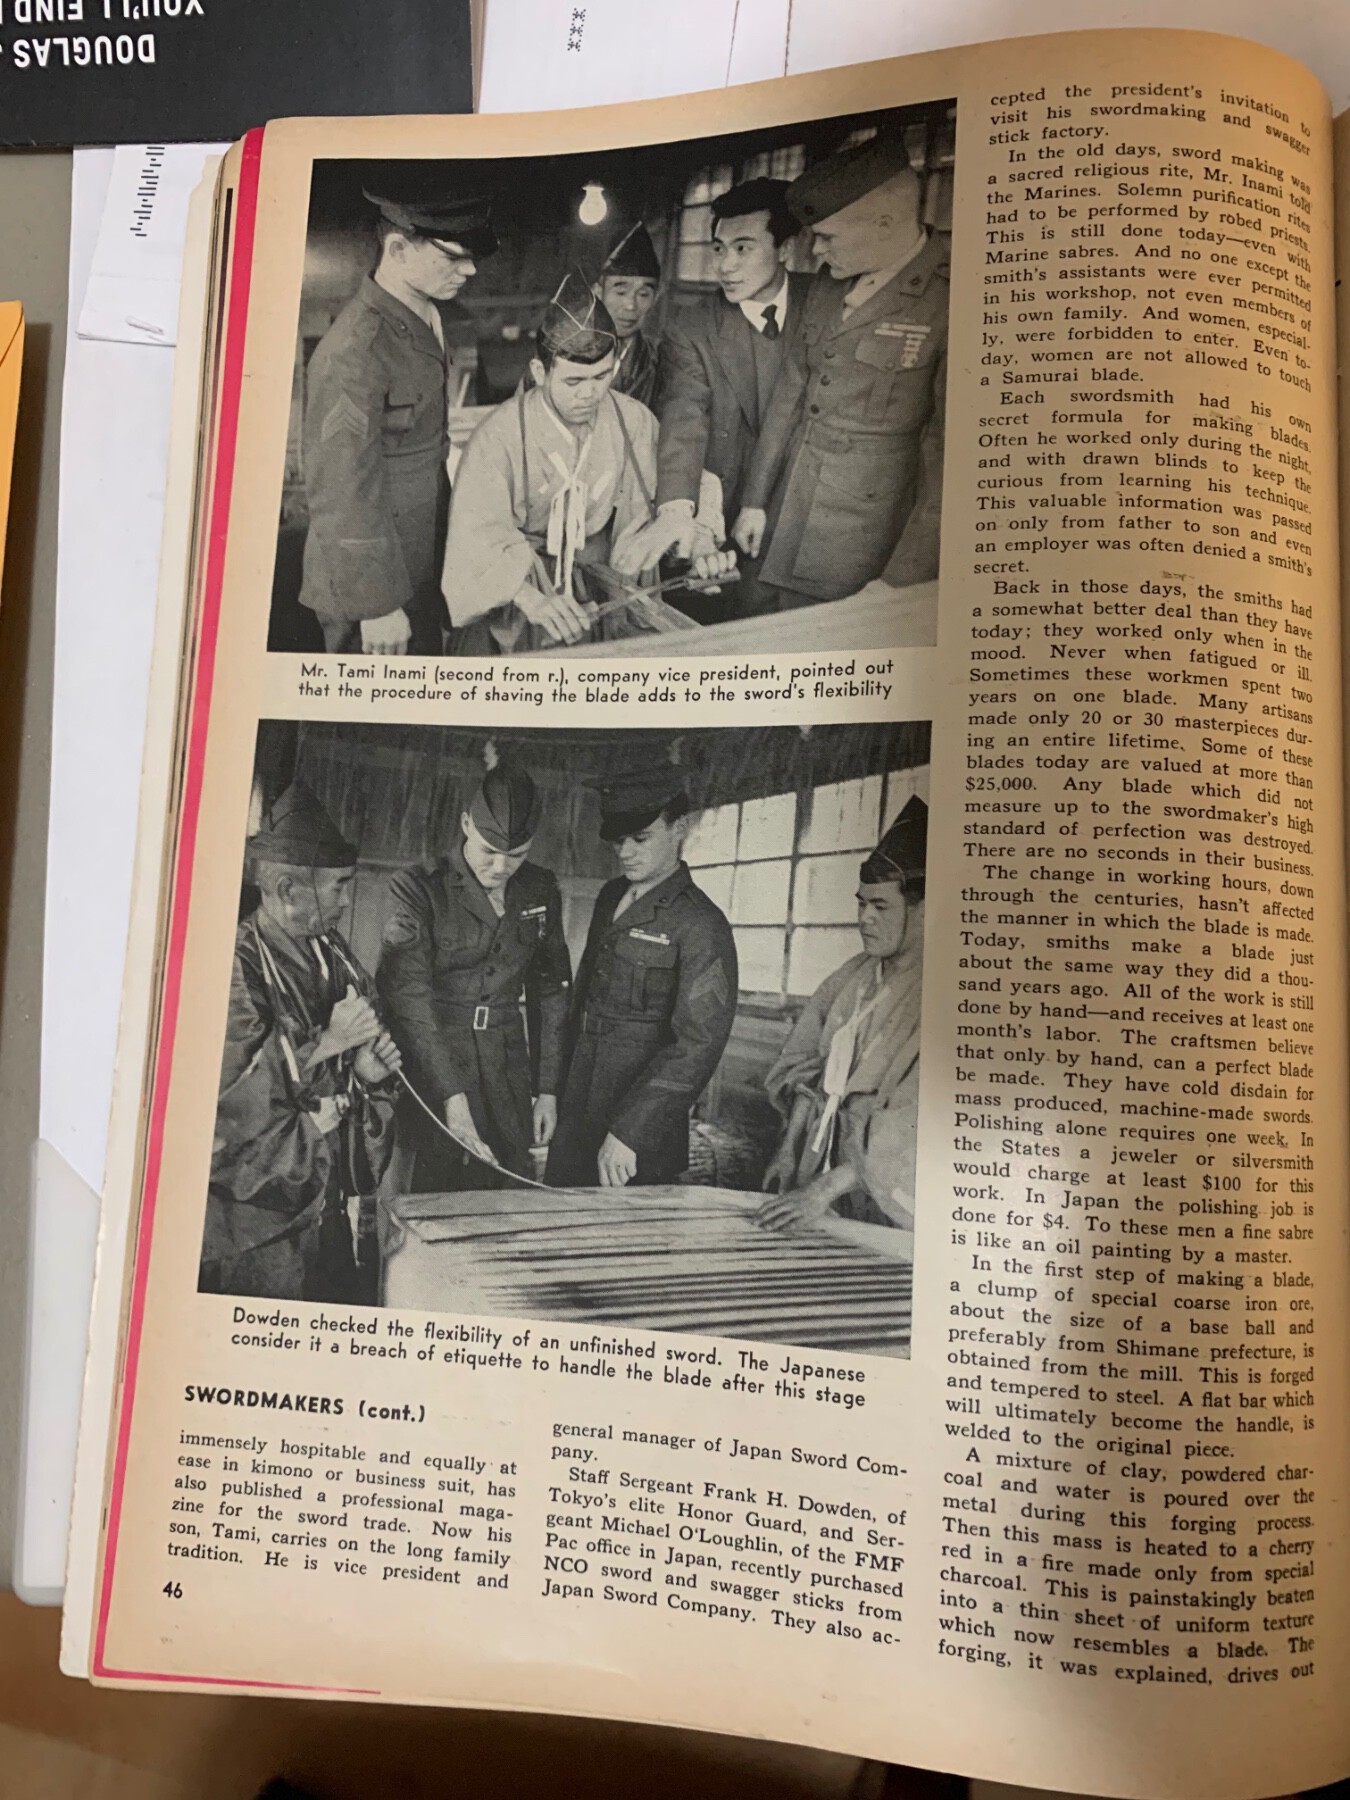 DOUGLAS
YOU'LL FIND
Mr. Tami Inami (second from r.), company vice president, pointed out
that the procedure of shaving the blade adds to the sword's flexibility
Dowden checked the flexibility of an unfinished sword. The Japanese
consider it a breach of etiquette to handle the blade after this stage
SWORDMAKERS (cont.)
immensely hospitable and equally at
ease in kimono or business suit, has
also published a professional maga-
zine for the sword trade. Now his
son, Tami, carries on the long family
tradition. He is vice president and
46
general manager of Japan Sword Com-
pany.
Staff Sergeant Frank H. Dowden, of
Tokyo's elite Honor Guard, and Ser-
geant Michael O'Loughlin, of the FMF
Pac office in Japan, recently purchased
NCO sword and swagger sticks from
Japan Sword Company. They also ac-
cepted the president's invitation to
visit his swordmaking and swagger
stick factory.
In the old days, sword making was
a sacred religious rite, Mr. Inami told
the Marines. Solemn purification rites
had to be performed by robed priests.
This is still done today—even with
Marine sabres. And no one except the
smith's assistants were ever permitted
in his workshop, not even members of
his own family. And women, especial-
ly, were forbidden to enter. Even to-
day, women are not allowed to touch
a Samurai blade.
Each swordsmith had his own
secret formula for making blades.
Often he worked only during the night,
and with drawn blinds to keep the
curious from learning his technique.
This valuable information was passed
on only from father to son and even
an employer was often denied a smith's
secret.
Back in those days, the smiths had
a somewhat better deal than they have
today; they worked only when in the
mood. Never when fatigued or ill.
Sometimes these workmen spent two
years on one blade. Many artisans
made only 20 or 30 masterpieces dur-
ing an entire lifetime. Some of these
blades today are valued at more than
$25,000. Any blade which did not
measure up to the swordmaker's high
standard of perfection was destroyed.
There are no seconds in their business.
The change in working hours, down
through the centuries, hasn't affected
the manner in which the blade is made.
Today, smiths make a blade just
about the same way they did a thou-
sand years ago. All of the work is still
done by hand—and receives at least one
month's labor. The craftsmen believe
that only by hand, can a perfect blade
be made. They have cold disdain for
mass produced, machine-made swords.
Polishing alone requires one week. In
the States a jeweler or silversmith
would charge at least $100 for this
work. In Japan the polishing job is
done for $4. To these men a fine sabre
is like an oil painting by a master.
In the first step of making a blade,
a clump of special coarse iron ore,
about the size of a base ball and
preferably from Shimane prefecture, is
obtained from the mill. This is forged
and tempered to steel. A flat bar which
will ultimately become the handle, is
welded to the original piece.
A mixture of clay, powdered char-
coal and water is poured over the
metal during this forging process.
Then this mass is heated to a cherry
red in a fire made only from special
charcoal. This is painstakingly beaten
into a thin sheet of uniform texture
which now resembles a blade. The
forging, it was explained, drives out